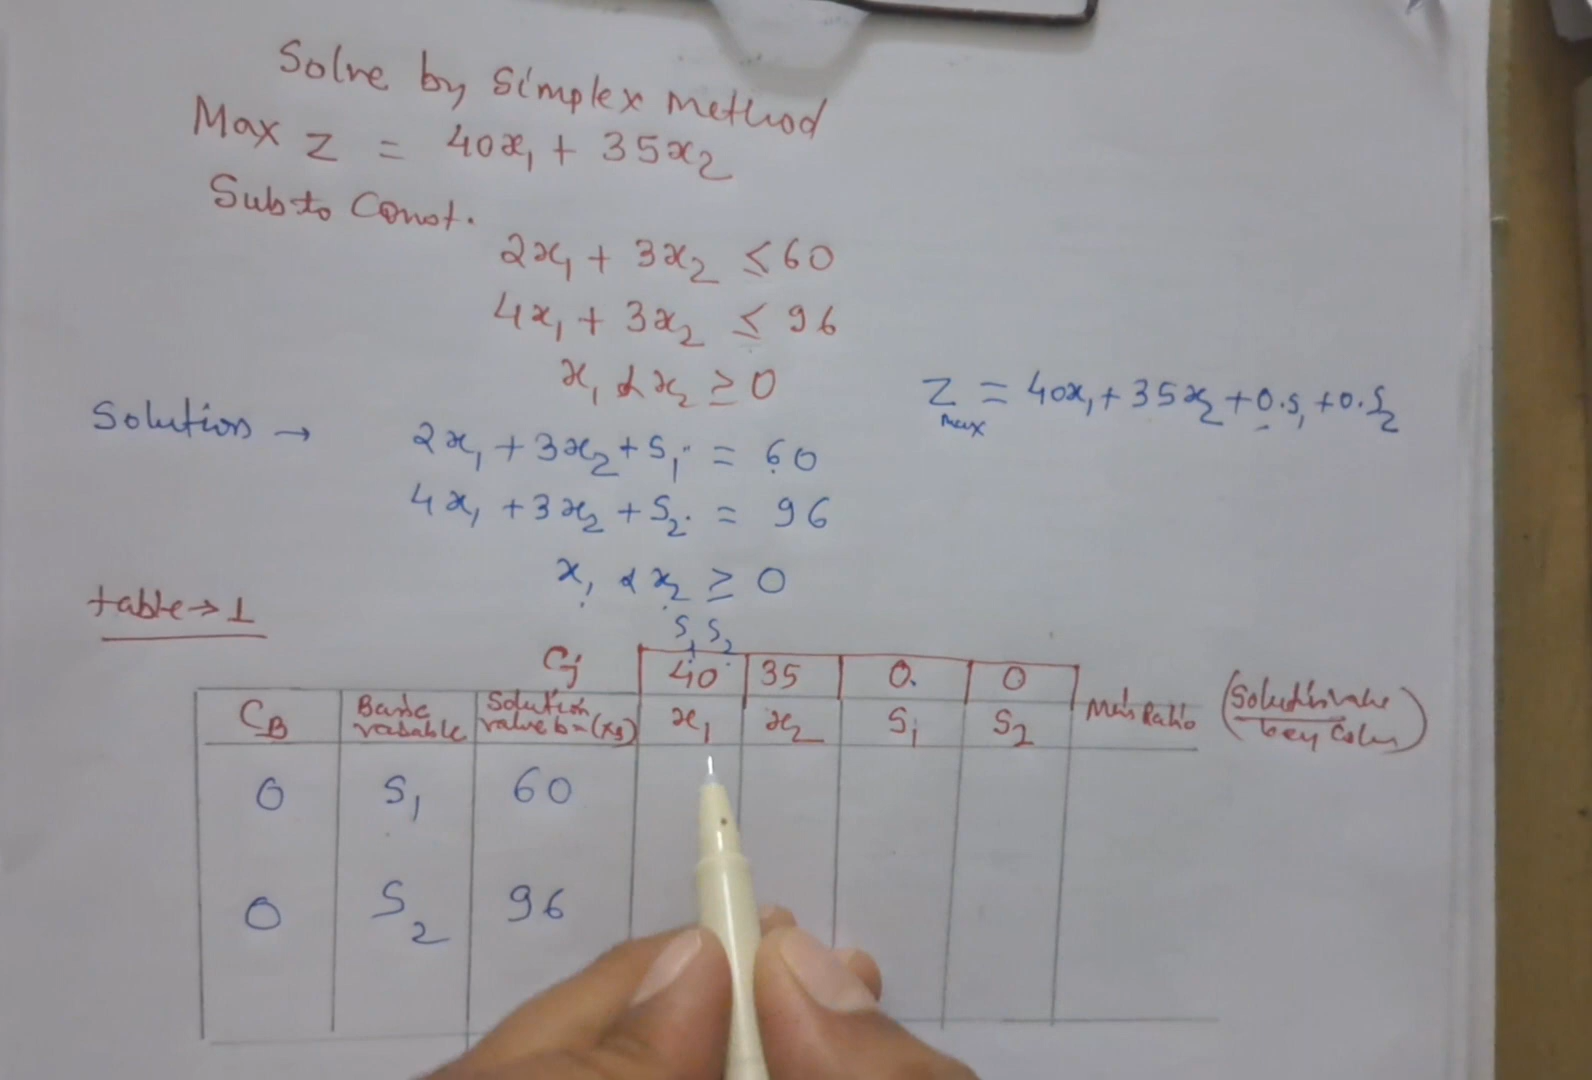 Solve by Simplex method
Max Z = 40x₁ + 35x₂
Sub to Const.
2x₁ + 3x₂ ≤ 60
4x₁ + 3x₂ ≤ 96
x₁ & x₂ ≥ 0
Z max = 40x₁ + 35x₂ + 0.s₁ + 0.S₂
Solution →
2x₁ + 3x₂ + S₁ = 60
4x₁ + 3x₂ + S₂ = 96
x₁ & x₂ ≥ 0
S₁ S₂
table → 1
Cj 40 35 0 0
CB Basic variable Solution value b=(xB) x₁ x₂ S₁ S₂ Min Ratio (Solution value / key Column)
0 S₁ 60
0 S₂ 96